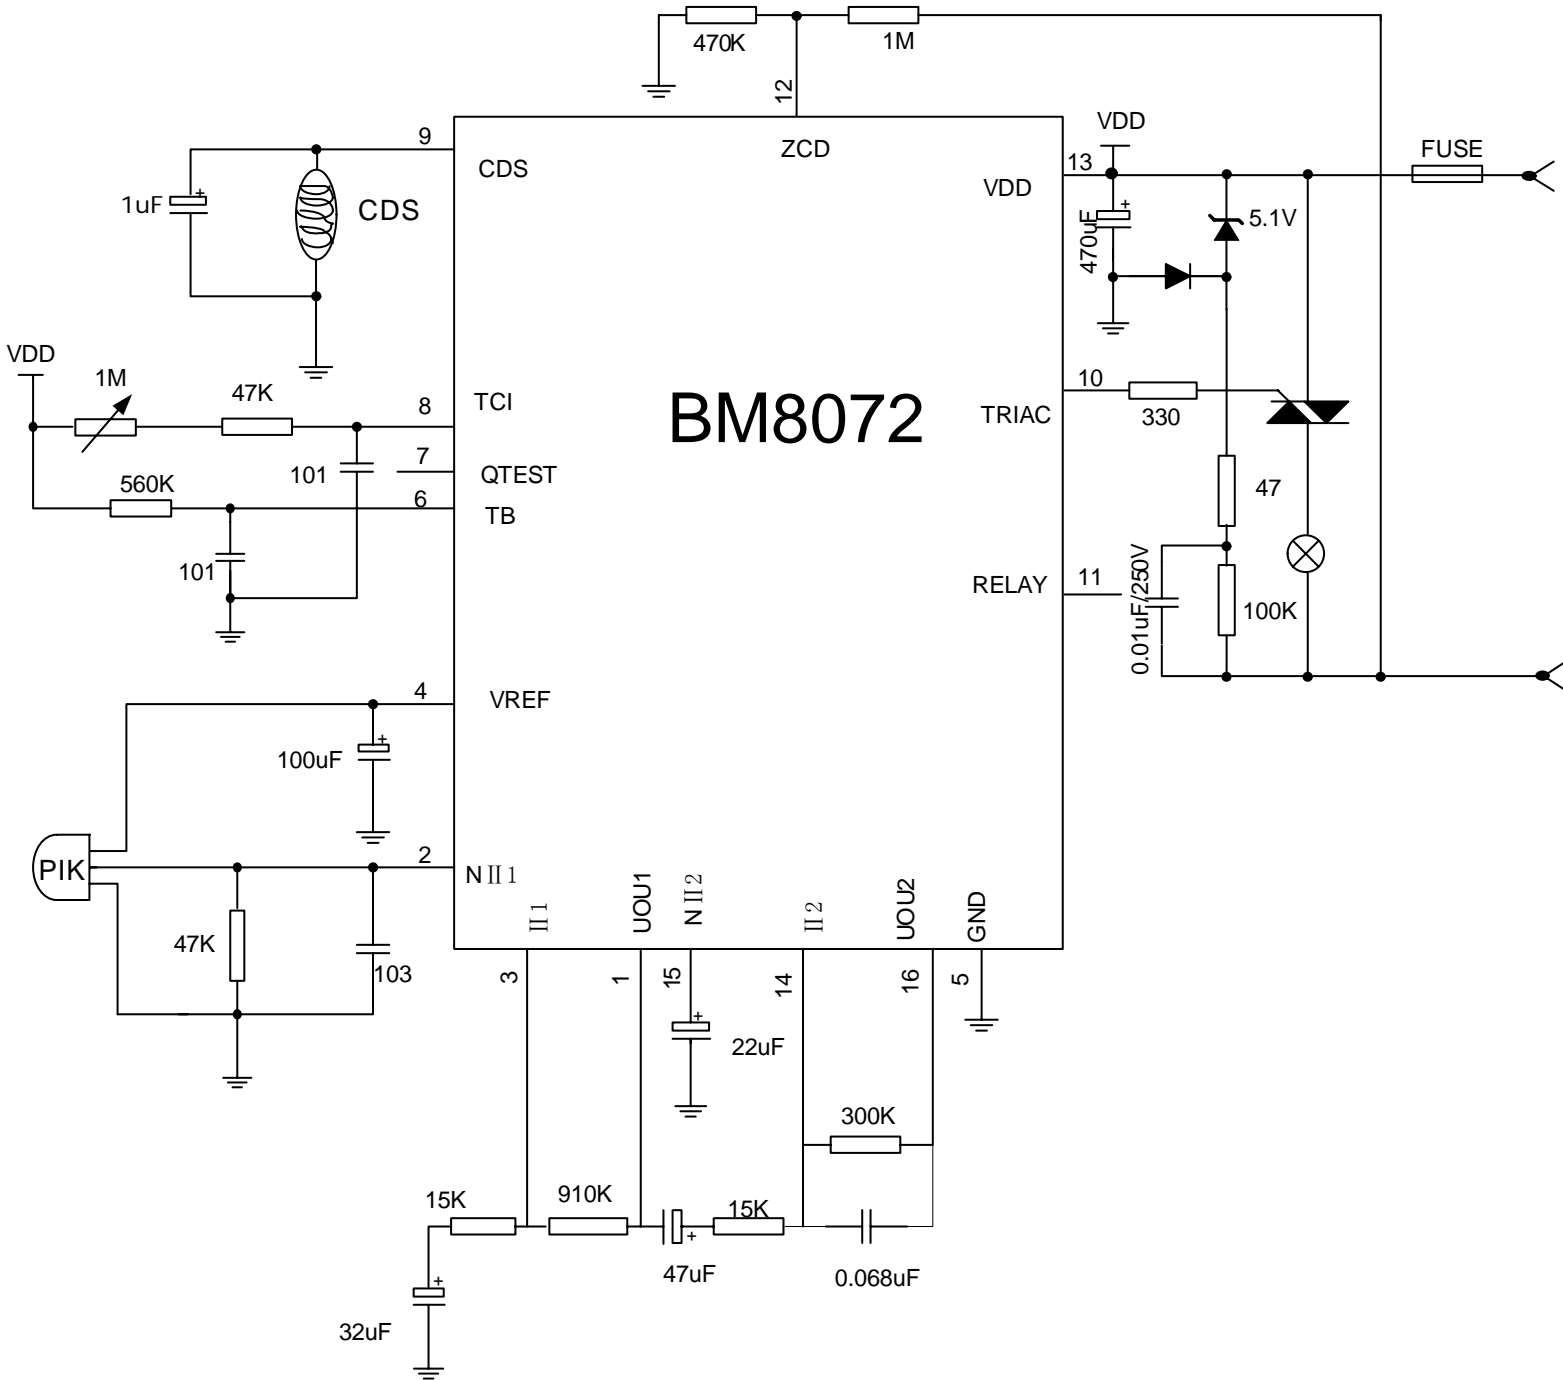 470K
1M
12
ZCD
9
CDS
1uF
+
CDS
VDD
13
VDD
FUSE
470uF
+
5.1V
VDD
1M
47K
8
TCI
7
QTEST
101
560K
6
TB
101
BM8072
10
TRIAC
330
47
RELAY
11
0.01uF/250V
100K
4
VREF
100uF
+
PIK
2
NII1
47K
103
II1
UOU1
NII2
II2
UOU2
GND
3
1
15
14
16
5
+
22uF
300K
15K
910K
15K
+
47uF
0.068uF
+
32uF